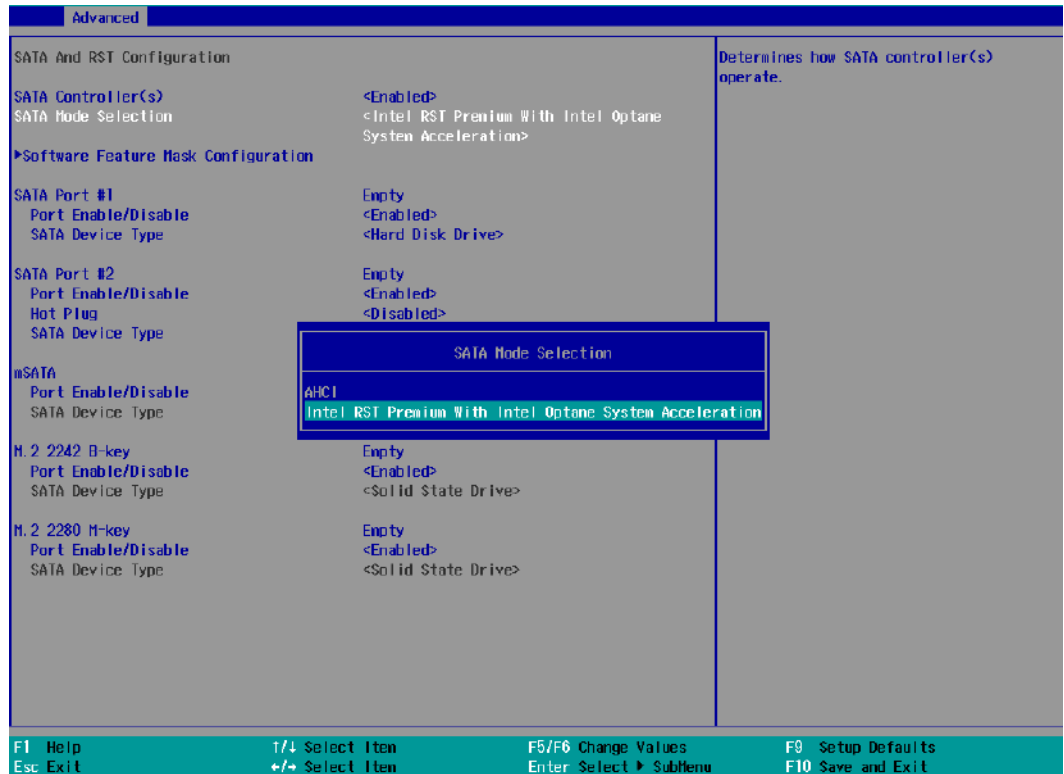 Advanced
SATA And RST Configuration
Determines how SATA controller(s)
operate.
SATA Controller(s) <Enabled>
SATA Mode Selection <Intel RST Premium With Intel Optane
System Acceleration>
▶Software Feature Mask Configuration
SATA Port #1 Empty
Port Enable/Disable <Enabled>
SATA Device Type <Hard Disk Drive>
SATA Port #2 Empty
Port Enable/Disable <Enabled>
Hot Plug <Disabled>
SATA Device Type
SATA Mode Selection
mSATA
Port Enable/Disable
AHCI
SATA Device Type
Intel RST Premium With Intel Optane System Acceleration
M.2 2242 B-key Empty
Port Enable/Disable <Enabled>
SATA Device Type <Solid State Drive>
M.2 2280 M-key Empty
Port Enable/Disable <Enabled>
SATA Device Type <Solid State Drive>
F1 Help ↑/↓ Select Item F5/F6 Change Values F9 Setup Defaults
Esc Exit ←/→ Select Item Enter Select ▶ SubMenu F10 Save and Exit